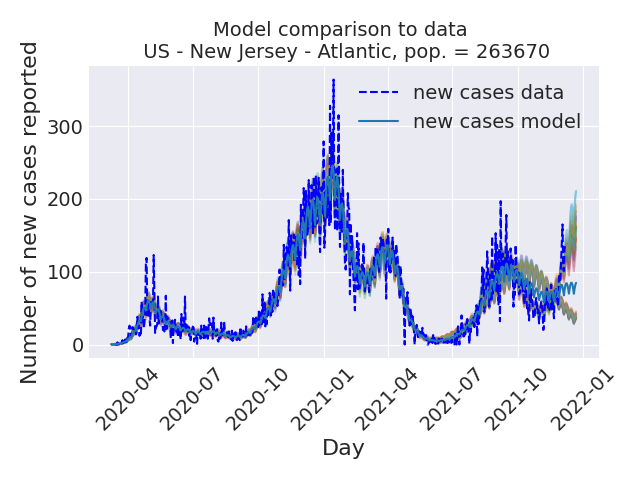 Model comparison to data
US - New Jersey - Atlantic, pop. = 263670
new cases data
new cases model
Number of new cases reported
300
200
100
0
2020-04
2020-07
2020-10
2021-01
2021-04
2021-07
2021-10
2022-01
Day